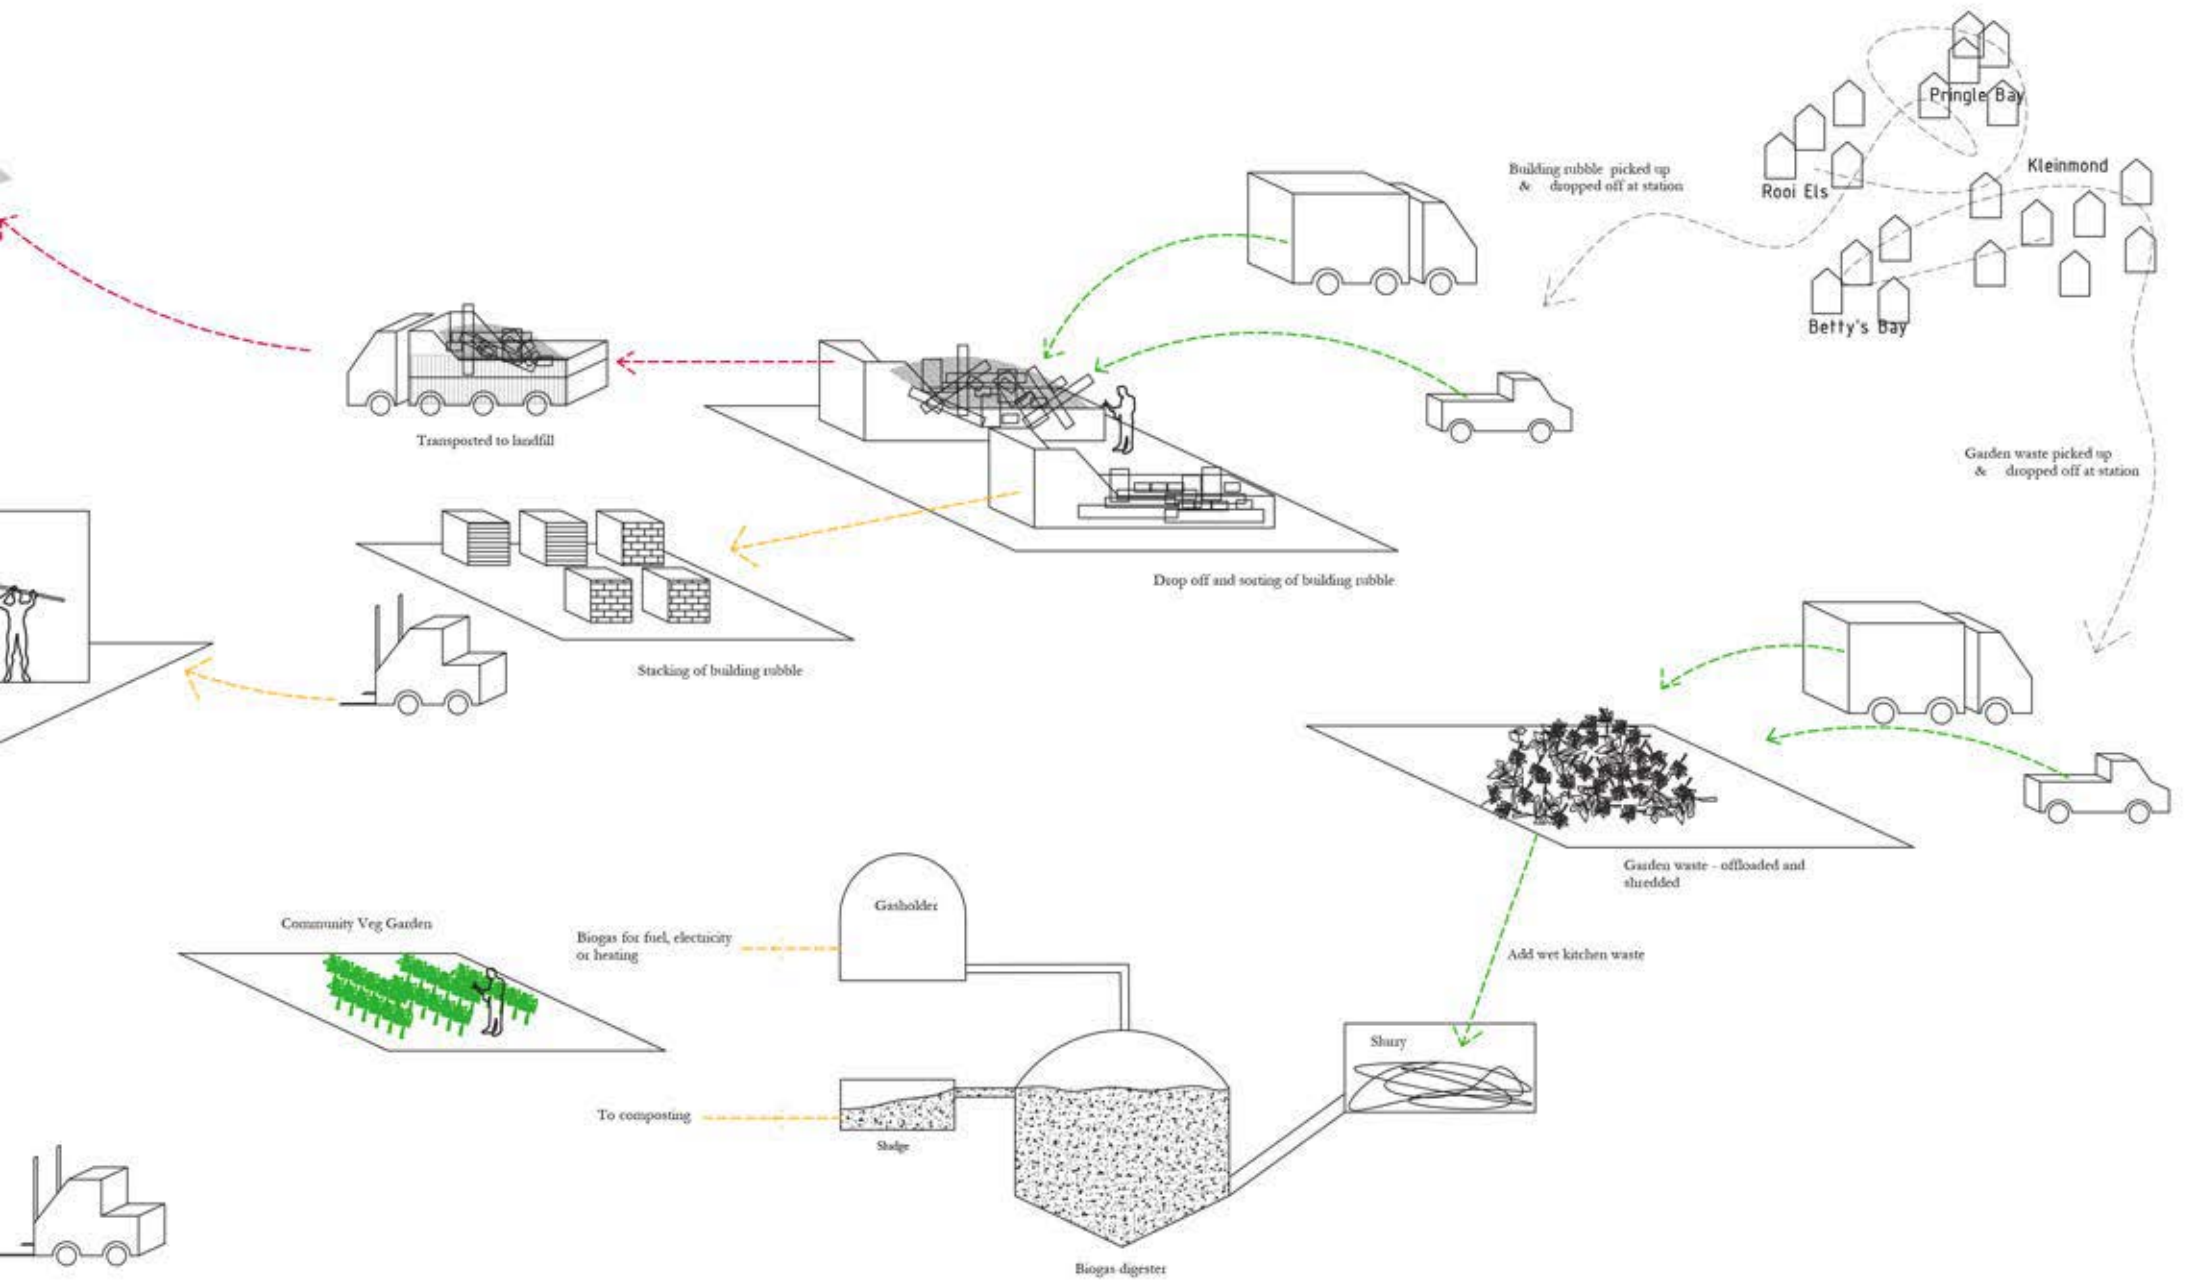 Pringle Bay
Kleinmond
Rooi Els
Betty's Bay
Building rubble picked up
& dropped off at station
Transported to landfill
Garden waste picked up
& dropped off at station
Drop off and sorting of building rubble
Stacking of building rubble
Garden waste - offloaded and
shredded
Gasholder
Community Veg Garden
Biogas for fuel, electricity
or heating
Add wet kitchen waste
Slurry
To composting
Sludge
Biogas digester